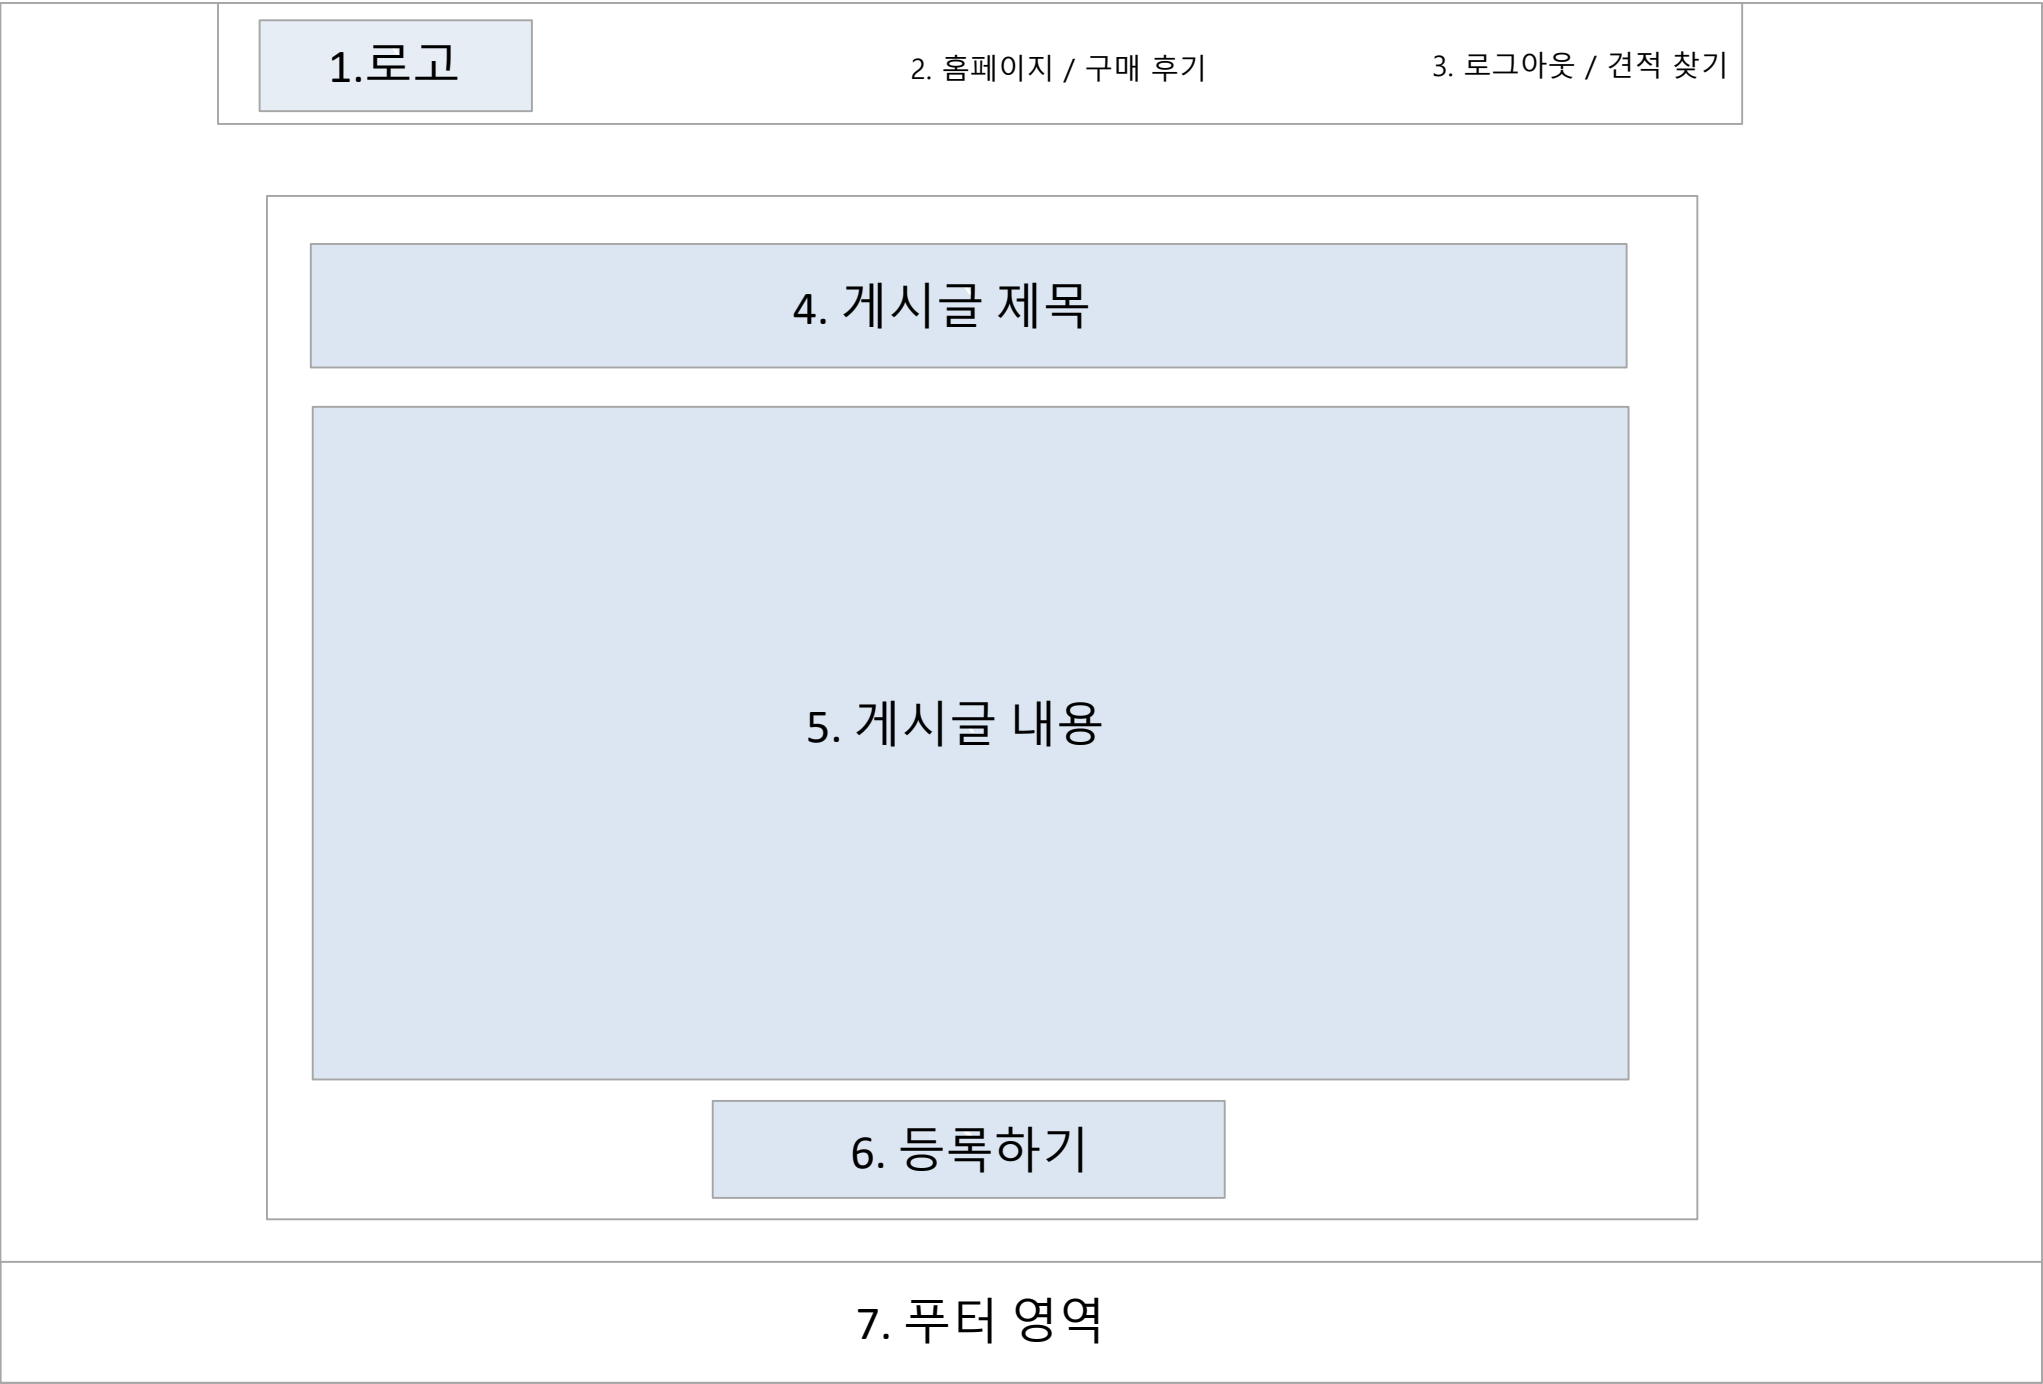 1.로고
2. 홈페이지 / 구매 후기
3. 로그아웃 / 견적 찾기
4. 게시글 제목
5. 게시글 내용
6. 등록하기
7. 푸터 영역